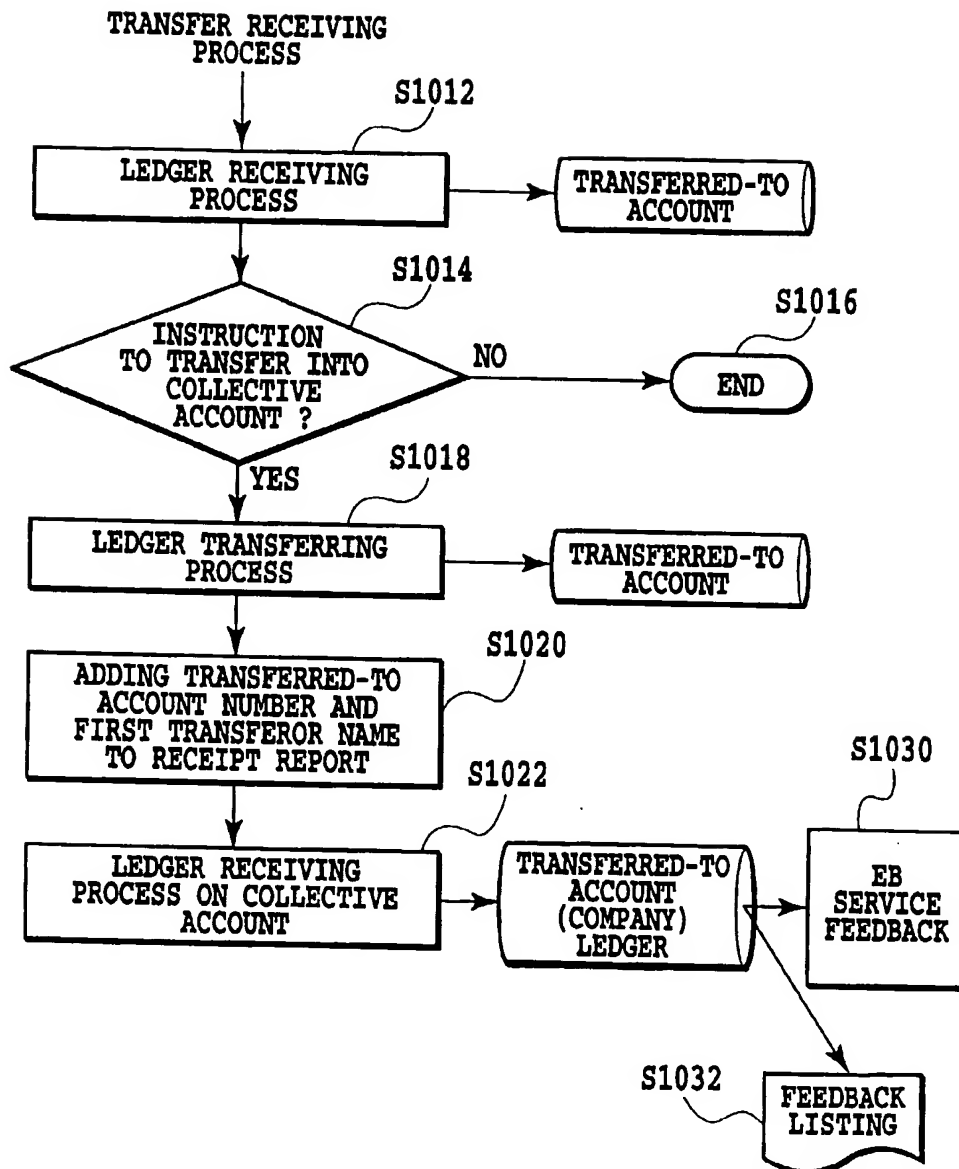 TRANSFER RECEIVING
PROCESS
S1012
LEDGER RECEIVING
PROCESS
TRANSFERRED-TO
ACCOUNT
S1014
INSTRUCTION
TO TRANSFER INTO
COLLECTIVE
ACCOUNT ?
NO
S1016
END
YES
S1018
LEDGER TRANSFERRING
PROCESS
TRANSFERRED-TO
ACCOUNT
S1020
ADDING TRANSFERRED-TO
ACCOUNT NUMBER AND
FIRST TRANSFEROR NAME
TO RECEIPT REPORT
S1022
LEDGER RECEIVING
PROCESS ON COLLECTIVE
ACCOUNT
TRANSFERRED-TO
ACCOUNT
(COMPANY)
LEDGER
S1030
EB
SERVICE
FEEDBACK
S1032
FEEDBACK
LISTING